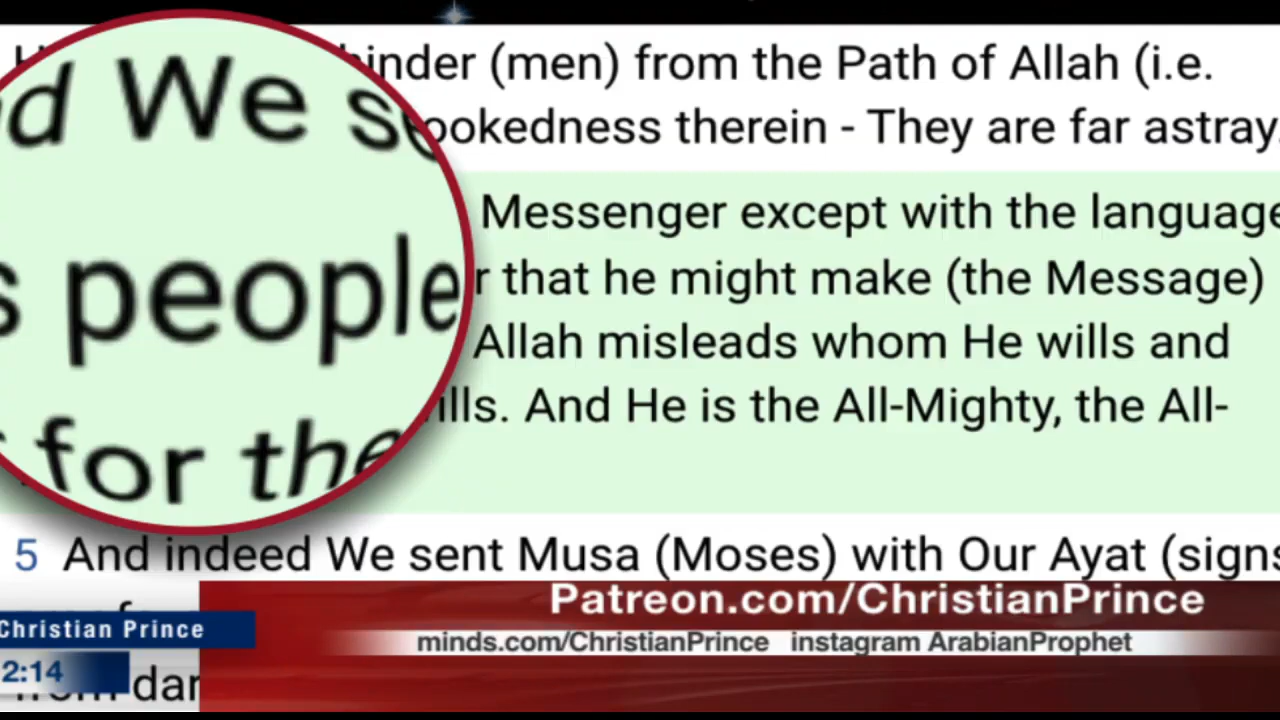 hinder (men) from the Path of Allah (i.e.
ookedness therein - They are far astray.
We
people
for the
Messenger except with the language
r that he might make (the Message)
Allah misleads whom He wills and
ills. And He is the All-Mighty, the All-
5 And indeed We sent Musa (Moses) with Our Ayat (signs
Patreon.com/ChristianPrince
Christian Prince
minds.com/ChristianPrince instagram ArabianProphet
2:14
dar